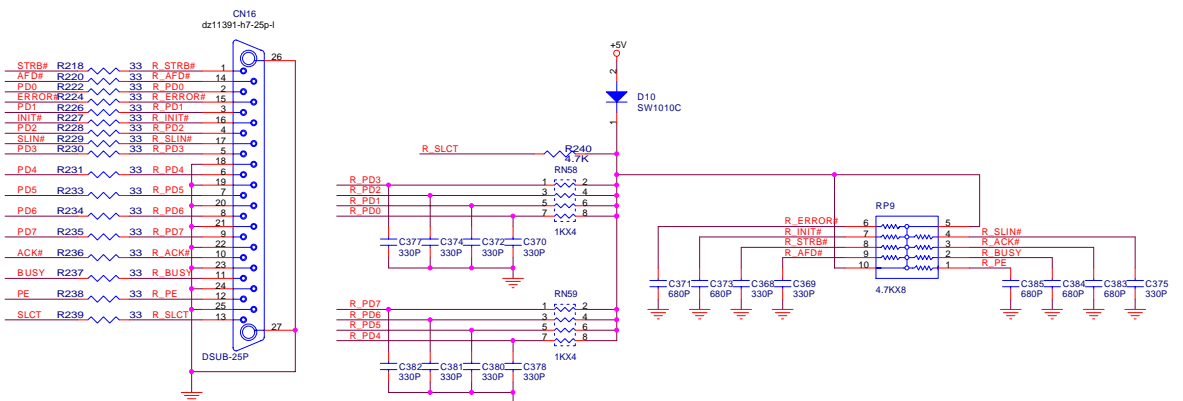 CN16
dz11391-h7-25p-l
26
STRB# R218 33 R_STRB# 1
AFD# R220 33 R_AFD# 14
PD0 R222 33 R_PD0 2
ERROR# R224 33 R_ERROR# 15
PD1 R226 33 R_PD1 3
INIT# R227 33 R_INIT# 16
PD2 R228 33 R_PD2 4
SLIN# R229 33 R_SLIN# 17
PD3 R230 33 R_PD3 5
18
PD4 R231 33 R_PD4 6
19
PD5 R233 33 R_PD5 7
20
PD6 R234 33 R_PD6 8
21
PD7 R235 33 R_PD7 9
22
ACK# R236 33 R_ACK# 10
23
BUSY R237 33 R_BUSY 11
24
PE R238 33 R_PE 12
25
SLCT R239 33 R_SLCT 13
27
DSUB-25P
+5V
2
D10
SW1010C
1
R_SLCT R240
4.7K
RN58
R_PD3 1 2
R_PD2 3 4
R_PD1 5 6
R_PD0 7 8
1KX4
C377 C374 C372 C370
330P 330P 330P 330P
RN59
R_PD7 1 2
R_PD6 3 4
R_PD5 5 6
R_PD4 7 8
1KX4
C382 C381 C380 C378
330P 330P 330P 330P
RP9
R_ERROR# 6 5
R_INIT# 7 4 R_SLIN#
R_STRB# 8 3 R_ACK#
R_AFD# 9 2 R_BUSY
10 1 R_PE
4.7KX8
C371 C373 C368 C369
680P 680P 330P 330P
C385 C384 C383 C375
680P 680P 680P 330P